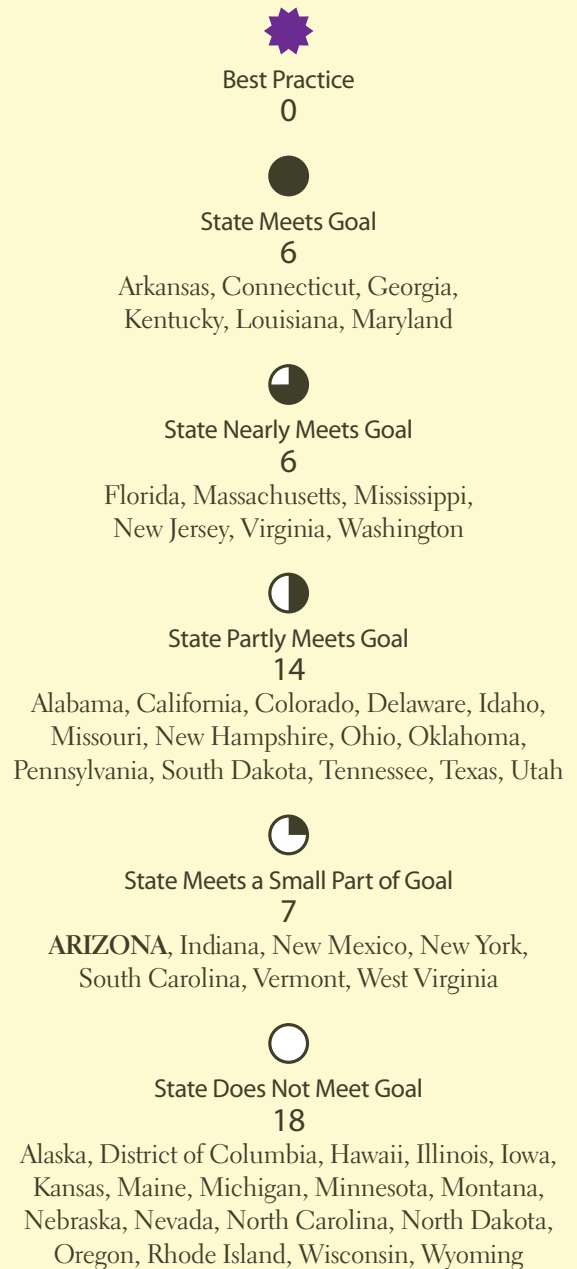 Best Practice
0
State Meets Goal
6
Arkansas, Connecticut, Georgia,
Kentucky, Louisiana, Maryland
State Nearly Meets Goal
6
Florida, Massachusetts, Mississippi,
New Jersey, Virginia, Washington
State Partly Meets Goal
14
Alabama, California, Colorado, Delaware, Idaho,
Missouri, New Hampshire, Ohio, Oklahoma,
Pennsylvania, South Dakota, Tennessee, Texas, Utah
State Meets a Small Part of Goal
7
ARIZONA, Indiana, New Mexico, New York,
South Carolina, Vermont, West Virginia
State Does Not Meet Goal
18
Alaska, District of Columbia, Hawaii, Illinois, Iowa,
Kansas, Maine, Michigan, Minnesota, Montana,
Nebraska, Nevada, North Carolina, North Dakota,
Oregon, Rhode Island, Wisconsin, Wyoming